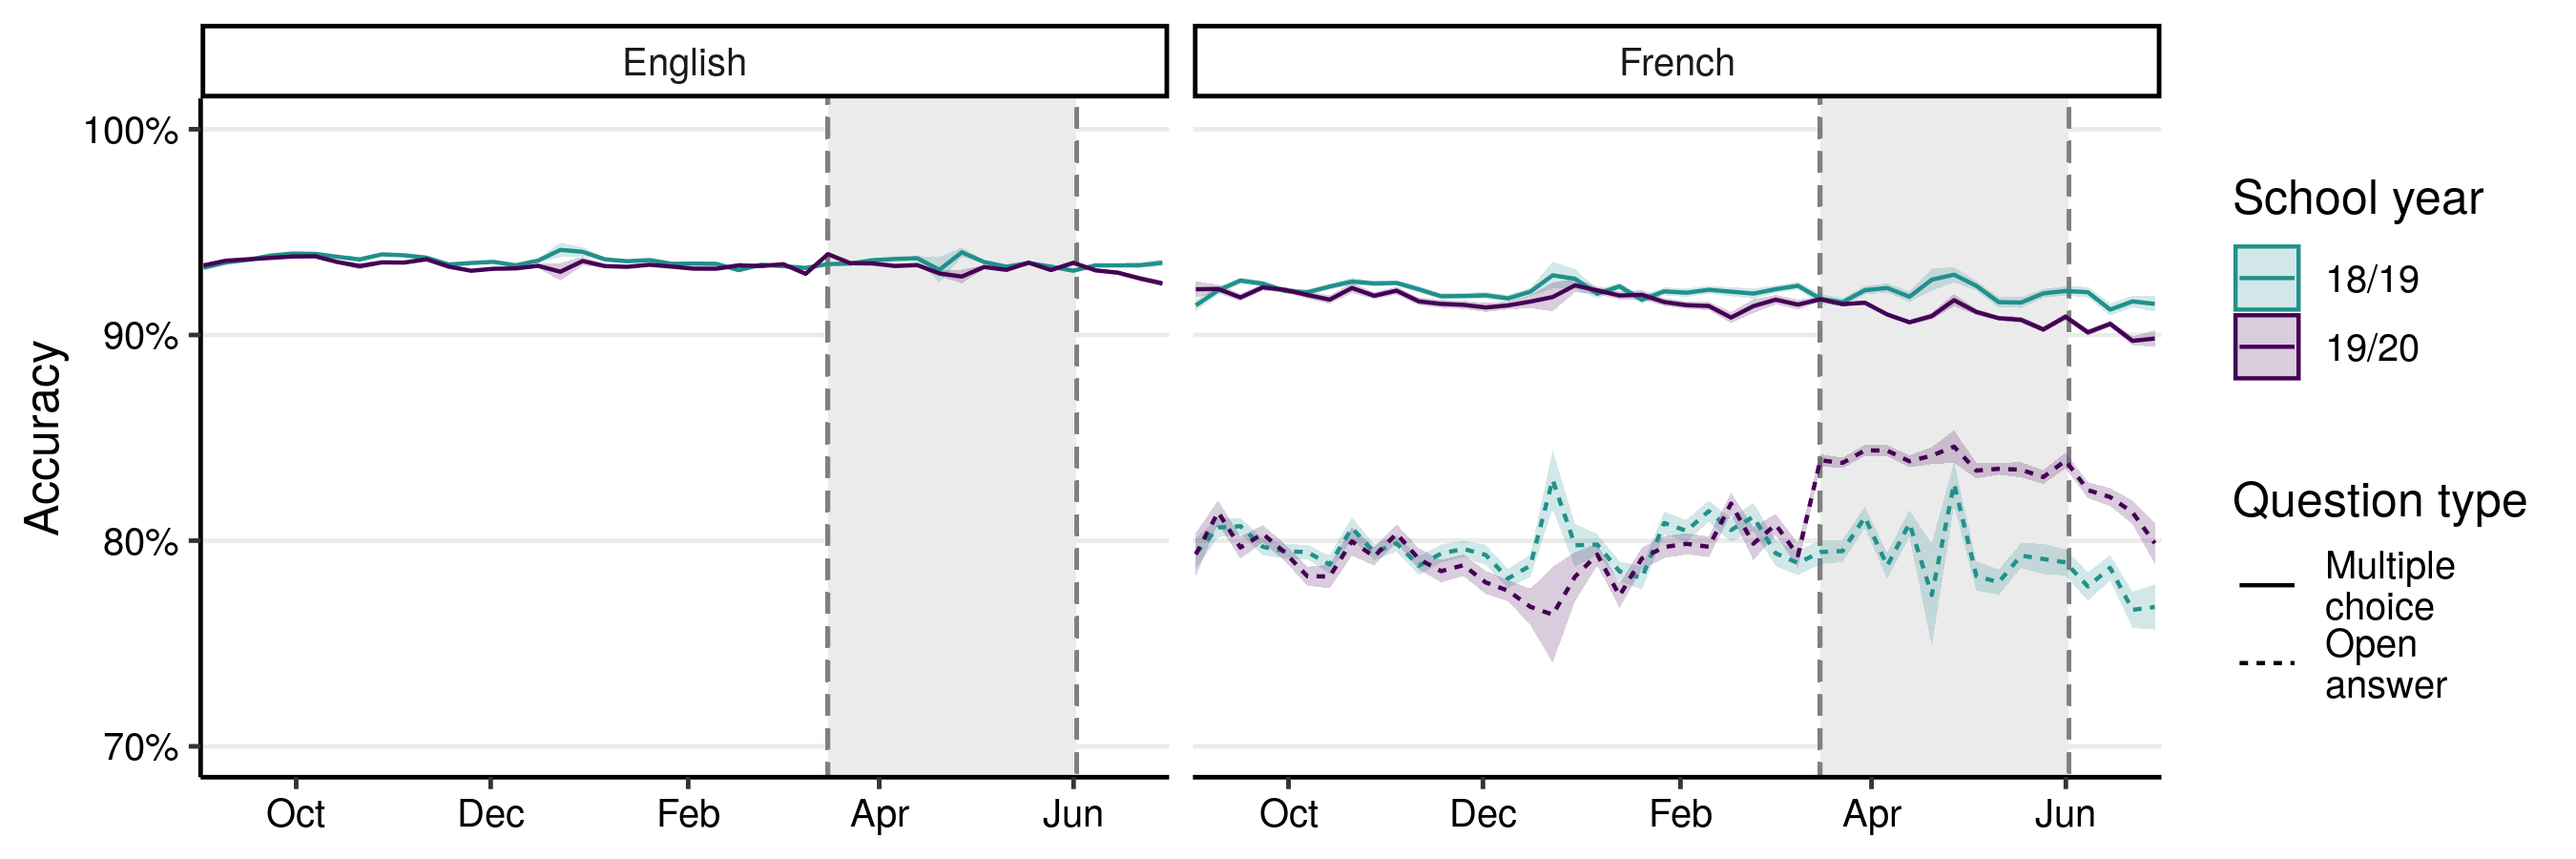 English
French
Accuracy
100%
90%
80%
70%
Oct Dec Feb Apr Jun
Oct Dec Feb Apr Jun
School year
18/19
19/20
Question type
Multiple
choice
Open
answer